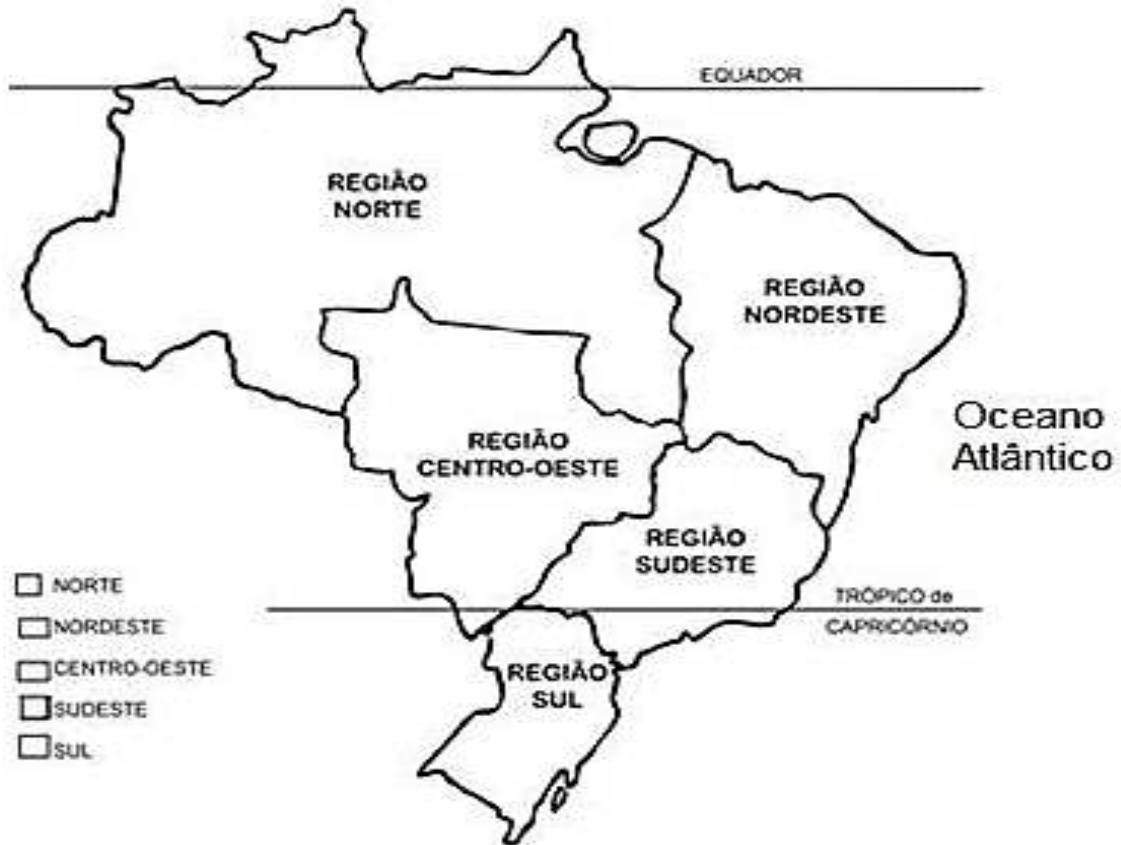 EQUADOR
REGIÃO
NORTE
REGIÃO
NORDESTE
Oceano
Atlântico
REGIÃO
CENTRO-OESTE
REGIÃO
SUDESTE
TRÓPICO de
CAPRICÓRNIO
REGIÃO
SUL
NORTE
NORDESTE
CENTRO-OESTE
SUDESTE
SUL